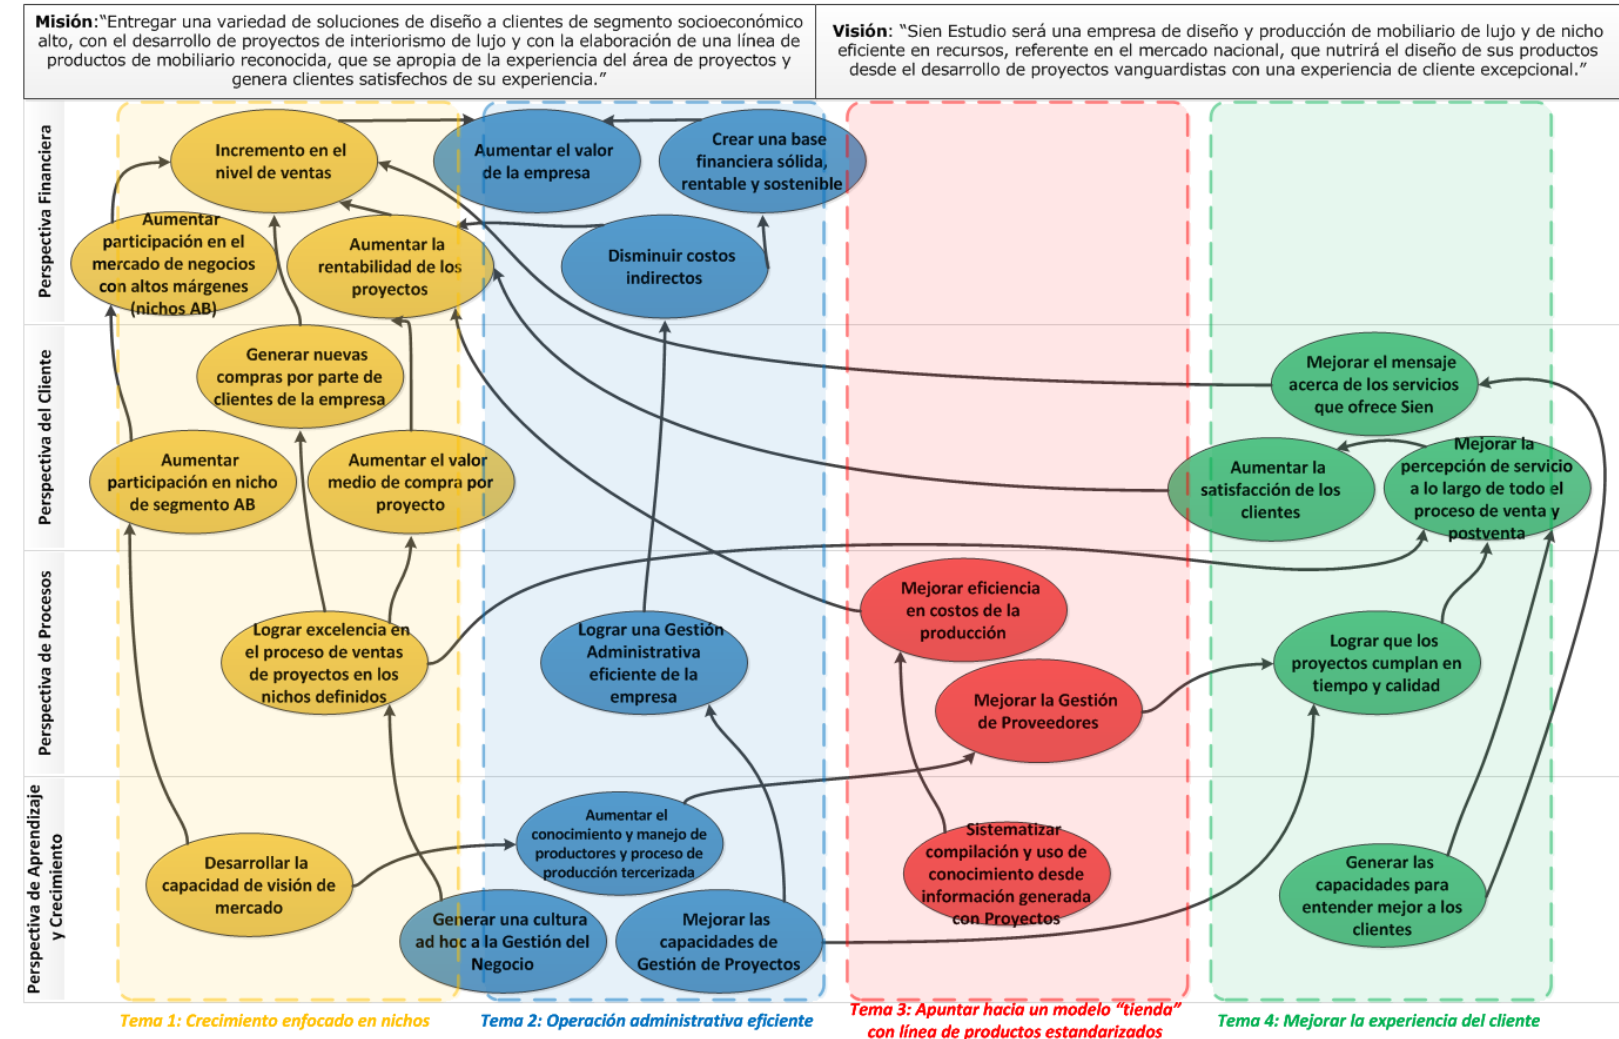 Misión:“Entregar una variedad de soluciones de diseño a clientes de segmento socioeconómico
alto, con el desarrollo de proyectos de interiorismo de lujo y con la elaboración de una línea de
productos de mobiliario reconocida, que se apropia de la experiencia del área de proyectos y
genera clientes satisfechos de su experiencia.”
Visión: “Sien Estudio será una empresa de diseño y producción de mobiliario de lujo y de nicho
eficiente en recursos, referente en el mercado nacional, que nutrirá el diseño de sus productos
desde el desarrollo de proyectos vanguardistas con una experiencia de cliente excepcional.”
Perspectiva Financiera
Incremento en el
nivel de ventas
Aumentar el valor
de la empresa
Crear una base
financiera sólida,
rentable y sostenible
Aumentar
participación en el
mercado de negocios
con altos márgenes
(nichos AB)
Aumentar la
rentabilidad de los
proyectos
Disminuir costos
indirectos
Perspectiva del Cliente
Generar nuevas
compras por parte de
clientes de la empresa
Mejorar el mensaje
acerca de los servicios
que ofrece Sien
Aumentar
participación en nicho
de segmento AB
Aumentar el valor
medio de compra por
proyecto
Aumentar la
satisfacción de los
clientes
Mejorar la
percepción de servicio
a lo largo de todo el
proceso de venta y
postventa
Perspectiva de Procesos
Lograr excelencia en
el proceso de ventas
de proyectos en los
nichos definidos
Lograr una Gestión
Administrativa
eficiente de la
empresa
Mejorar eficiencia
en costos de la
producción
Mejorar la Gestión
de Proveedores
Lograr que los
proyectos cumplan en
tiempo y calidad
Perspectiva de Aprendizaje
y Crecimiento
Desarrollar la
capacidad de visión de
mercado
Aumentar el
conocimiento y manejo de
productores y proceso de
producción tercerizada
Generar una cultura
ad hoc a la Gestión del
Negocio
Mejorar las
capacidades de
Gestión de Proyectos
Sistematizar
compilación y uso de
conocimiento desde
información generada
con Proyectos
Generar las
capacidades para
entender mejor a los
clientes
Tema 1: Crecimiento enfocado en nichos
Tema 2: Operación administrativa eficiente
Tema 3: Apuntar hacia un modelo “tienda”
con línea de productos estandarizados
Tema 4: Mejorar la experiencia del cliente